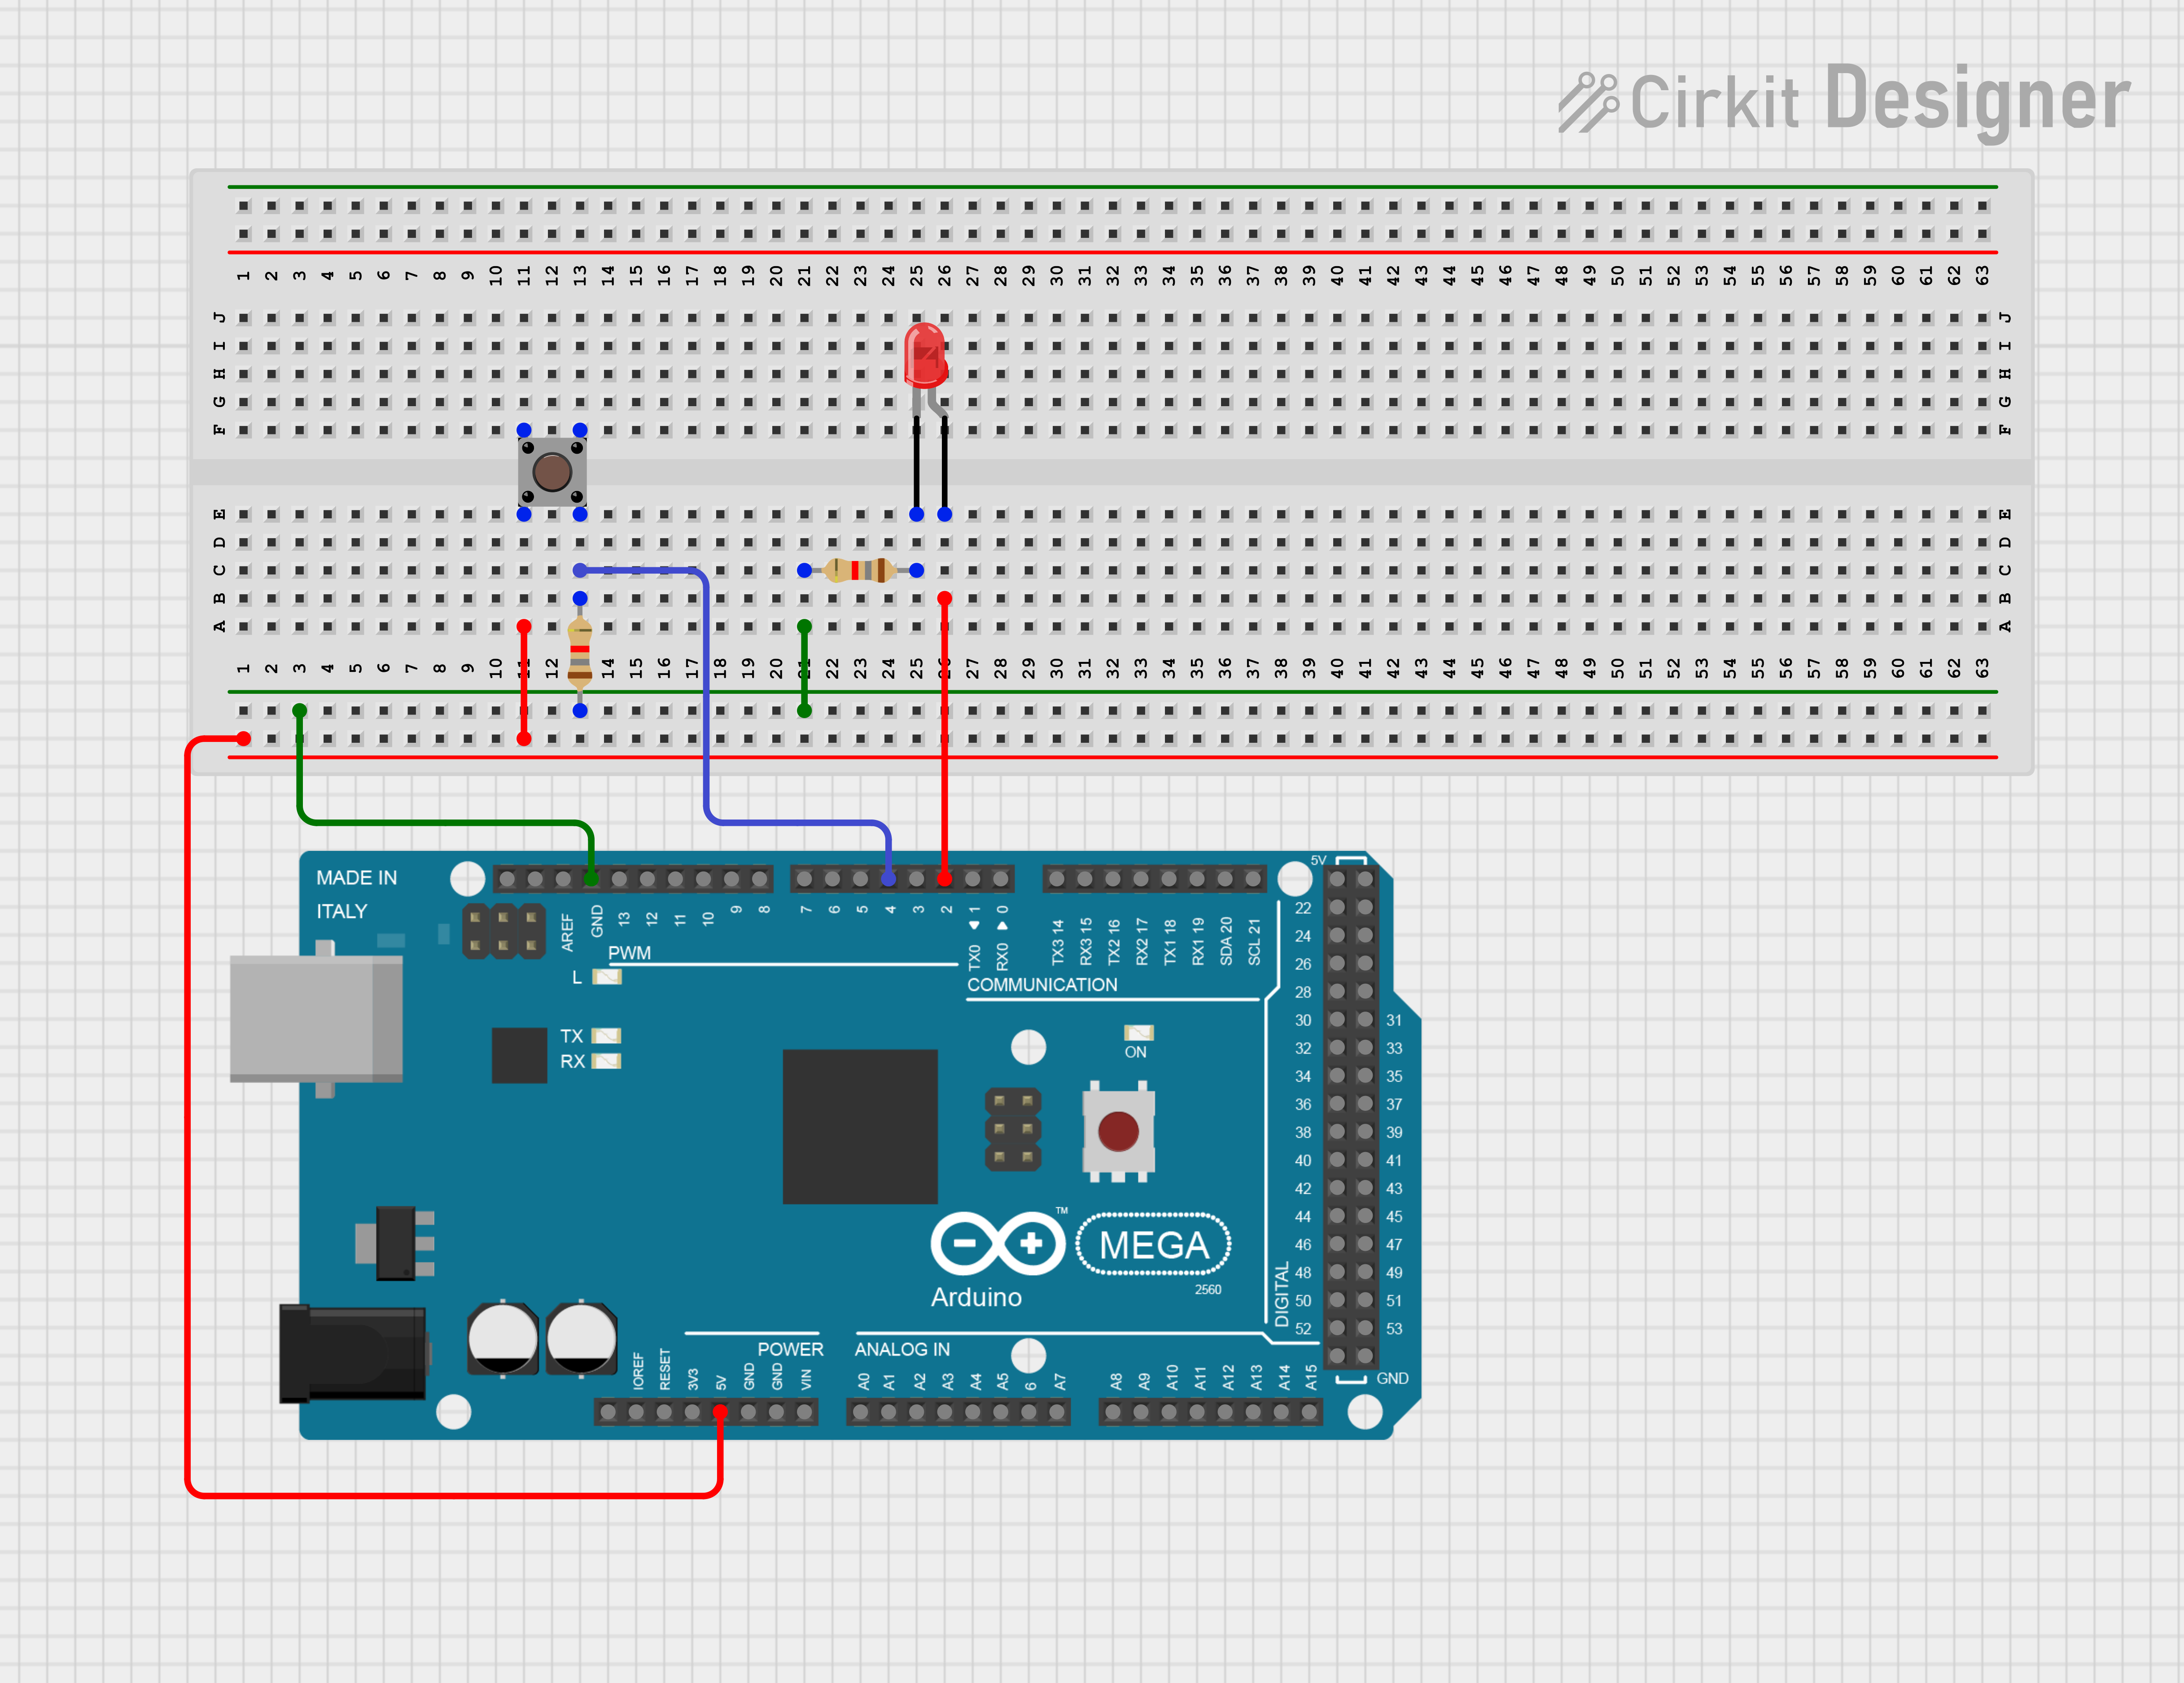 Cirkit Designer
1 2 3 4 5 6 7 8 9 10 11 12 13 14 15 16 17 18 19 20 21 22 23 24 25 26 27 28 29 30 31 32 33 34 35 36 37 38 39 40 41 42 43 44 45 46 47 48 49 50 51 52 53 54 55 56 57 58 59 60 61 62 63
J J
I I
H H
G G
F F
E E
D D
C C
B B
A A
1 2 3 4 5 6 7 8 9 10 11 12 13 14 15 16 17 18 19 20 21 22 23 24 25 26 27 28 29 30 31 32 33 34 35 36 37 38 39 40 41 42 43 44 45 46 47 48 49 50 51 52 53 54 55 56 57 58 59 60 61 62 63
MADE IN
ITALY
AREF GND 13 12 11 10 9 8 7 6 5 4 3 2 1 0
TX0 RX0
TX3 14 RX3 15 TX2 16 RX2 17 TX1 18 RX1 19 SDA 20 SCL 21
5V
PWM
COMMUNICATION
L
TX
RX
ON
22
24
26
28
30 31
32 33
34 35
36 37
38 39
40 41
42 43
44 45
46 47
48 49
50 51
52 53
DIGITAL
GND
TM
MEGA
2560
Arduino
POWER
ANALOG IN
IOREF RESET 3V3 5V GND GND VIN
A0 A1 A2 A3 A4 A5 6 A7
A8 A9 A10 A11 A12 A13 A14 A15